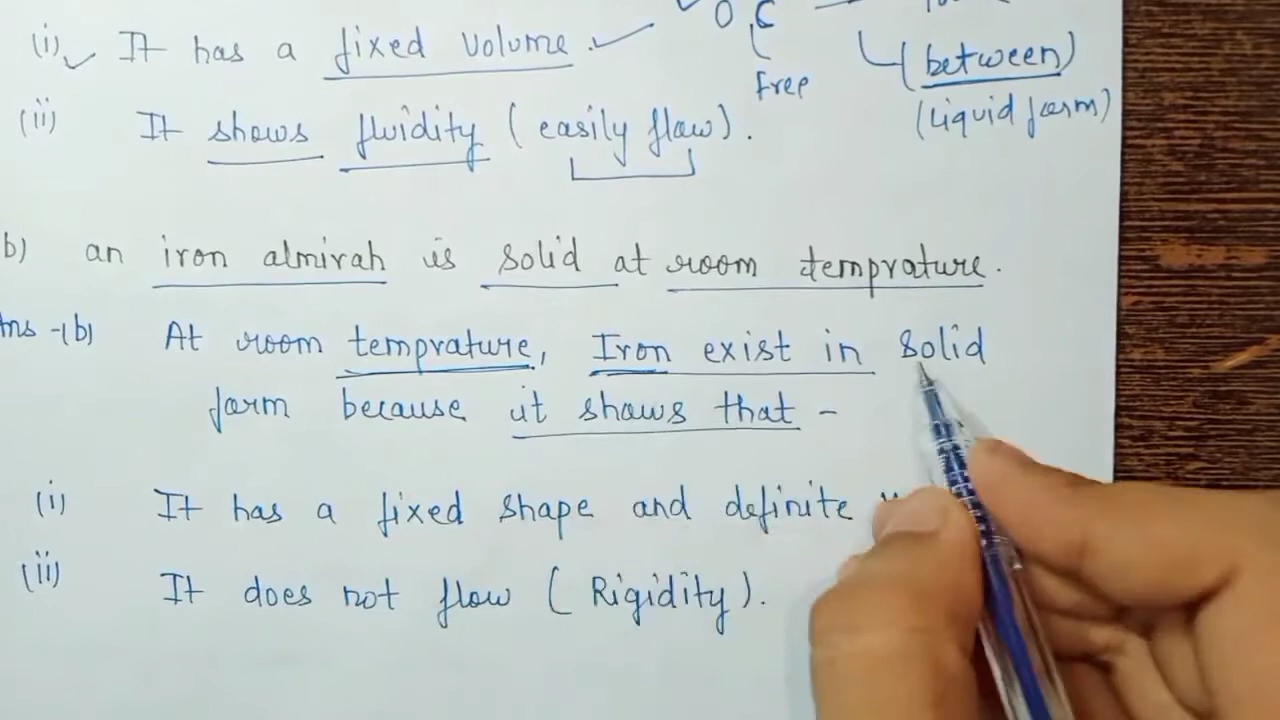 (i) It has a fixed volume.
0 C
Freep
(between)
(Liquid form)
(ii) It shows fluidity (easily flow).
b) an iron almirah is solid at room temprature.
Ans-(b) At room temprature, Iron exist in solid
form because it shows that -
(i) It has a fixed shape and definite
(ii) It does not flow (Rigidity).